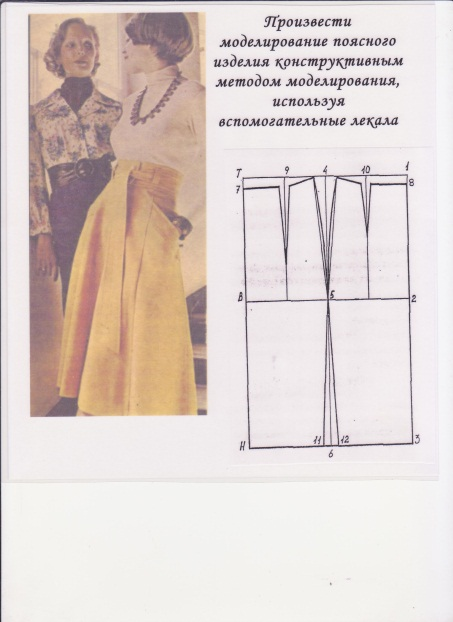 Произвести
моделирование поясного
изделия конструктивным
методом моделирования,
используя
вспомогательные лекала
Т 9 4 10 1
7 8
В 5 2
Н 11 12 3
6